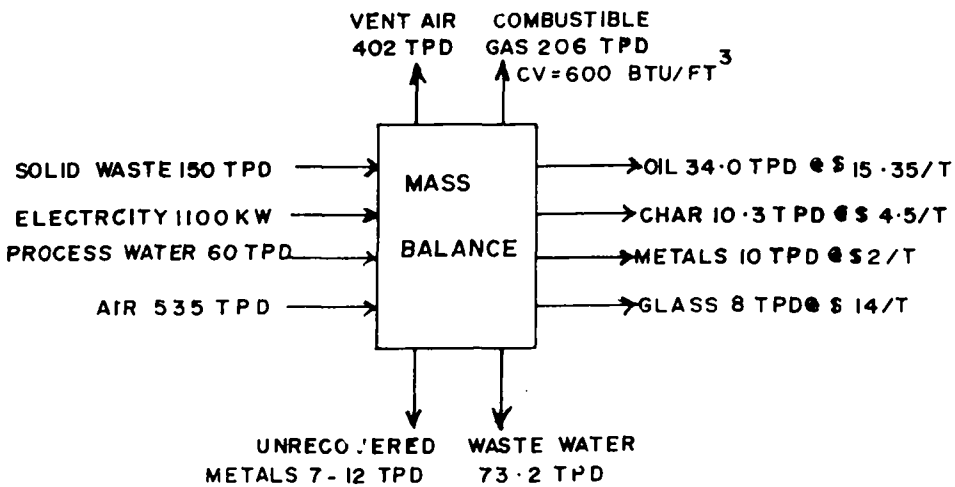 VENT AIR
402 TPD
COMBUSTIBLE
GAS 206 TPD
CV=600 BTU/FT³
SOLID WASTE 150 TPD
ELECTRCITY 1100 KW
PROCESS WATER 60 TPD
AIR 535 TPD
MASS
BALANCE
OIL 34.0 TPD @ $ 15.35/T
CHAR 10.3 TPD @ $ 4.5/T
METALS 10 TPD @ $2/T
GLASS 8 TPD @ $ 14/T
METALS 7-12 TPD
WASTE WATER
73.2 TPD